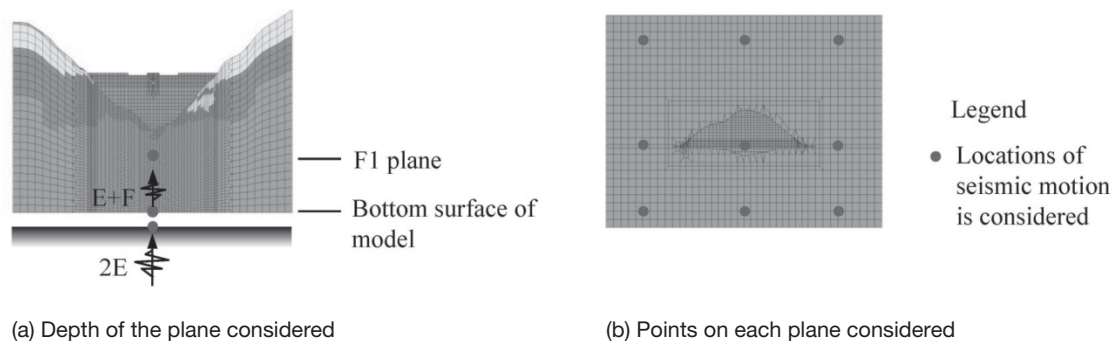 F1 plane
E+F
Bottom surface of
model
2E
(a) Depth of the plane considered
Legend
Locations of
seismic motion
is considered
(b) Points on each plane considered